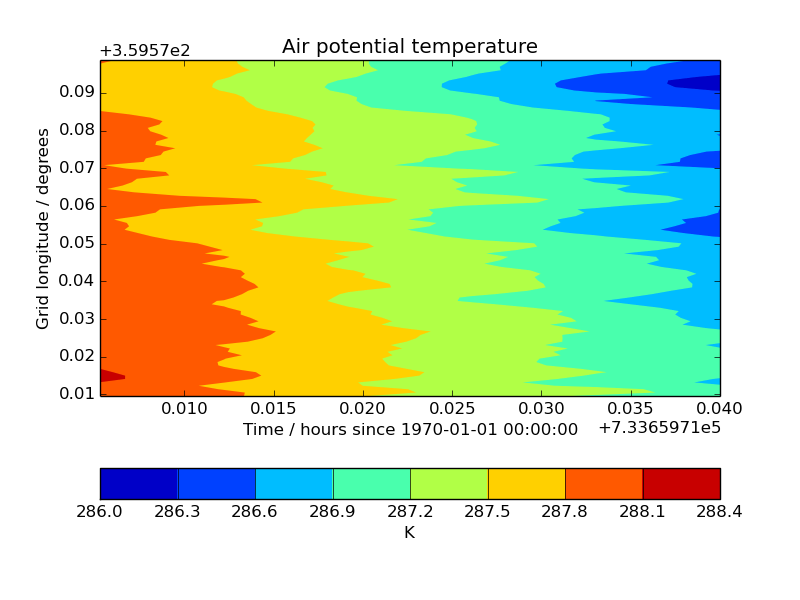 Air potential temperature
+3.5957e2
0.09
0.08
0.07
0.06
0.05
0.04
0.03
0.02
0.01
Grid longitude / degrees
0.010 0.015 0.020 0.025 0.030 0.035 0.040
Time / hours since 1970-01-01 00:00:00
+7.3365971e5
286.0 286.3 286.6 286.9 287.2 287.5 287.8 288.1 288.4
K